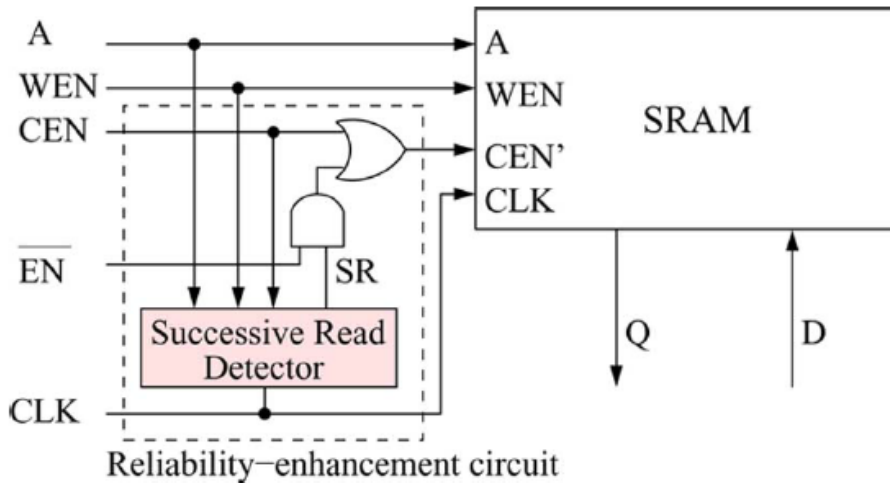 A
WEN
CEN
EN
CLK
A
WEN
CEN’
CLK
SRAM
SR
Successive Read
Detector
Q
D
Reliability−enhancement circuit